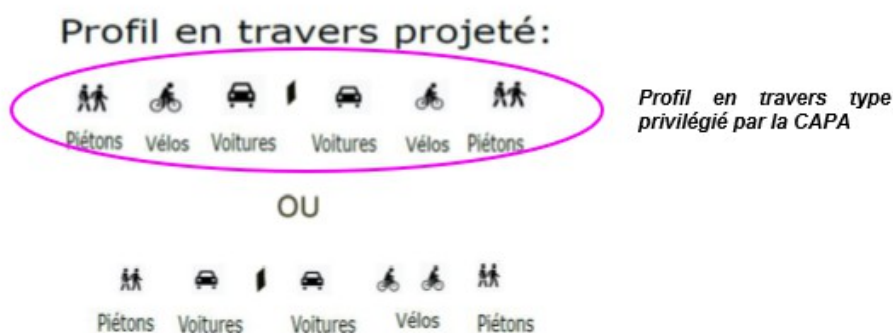 Profil en travers projeté:
Piétons Vélos Voitures Voitures Vélos Piétons
Profil en travers type
privilégié par la CAPA
OU
Piétons Voitures Voitures Vélos Piétons